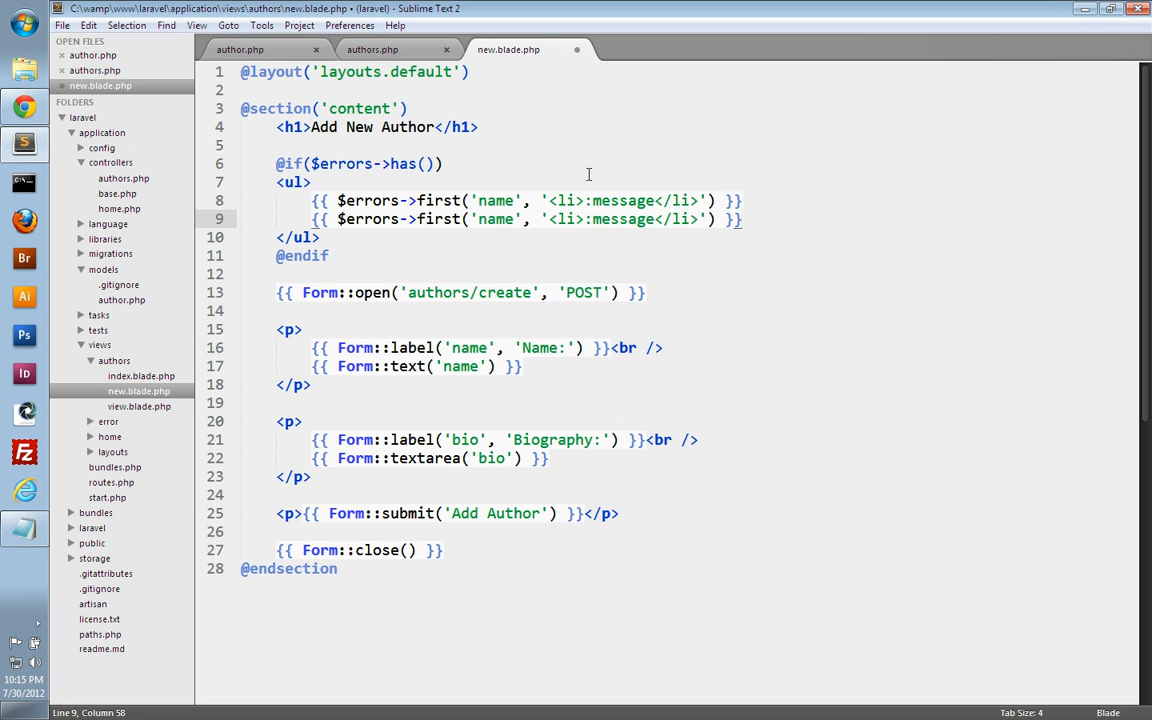 C:\wamp\www\laravel\application\views\authors\new.blade.php • (laravel) - Sublime Text 2
File Edit Selection Find View Goto Tools Project Preferences Help
OPEN FILES
author.php
authors.php
new.blade.php
FOLDERS
laravel
application
config
controllers
authors.php
base.php
home.php
language
libraries
migrations
models
.gitignore
author.php
tasks
tests
views
authors
index.blade.php
new.blade.php
view.blade.php
error
home
layouts
bundles.php
routes.php
start.php
bundles
laravel
public
storage
.gitattributes
.gitignore
artisan
license.txt
paths.php
readme.md
author.php authors.php new.blade.php
1 @layout('layouts.default')
2
3 @section('content')
4 <h1>Add New Author</h1>
5
6 @if($errors->has())
7 <ul>
8 {{ $errors->first('name', '<li>:message</li>') }}
9 {{ $errors->first('name', '<li>:message</li>') }}
10 </ul>
11 @endif
12
13 {{ Form::open('authors/create', 'POST') }}
14
15 <p>
16 {{ Form::label('name', 'Name:') }}<br />
17 {{ Form::text('name') }}
18 </p>
19
20 <p>
21 {{ Form::label('bio', 'Biography:') }}<br />
22 {{ Form::textarea('bio') }}
23 </p>
24
25 <p>{{ Form::submit('Add Author') }}</p>
26
27 {{ Form::close() }}
28 @endsection
Br
Ai
Ps
Id
Fz
10:15 PM
7/30/2012
Line 9, Column 58
Tab Size: 4
Blade